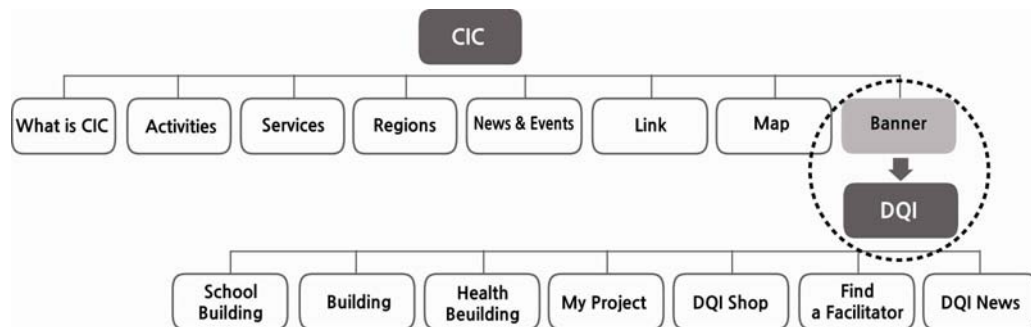 CIC
What is CIC
Activities
Services
Regions
News & Events
Link
Map
Banner
DQI
School
Building
Building
Health
Beuilding
My Project
DQI Shop
Find
a Facilitator
DQI News